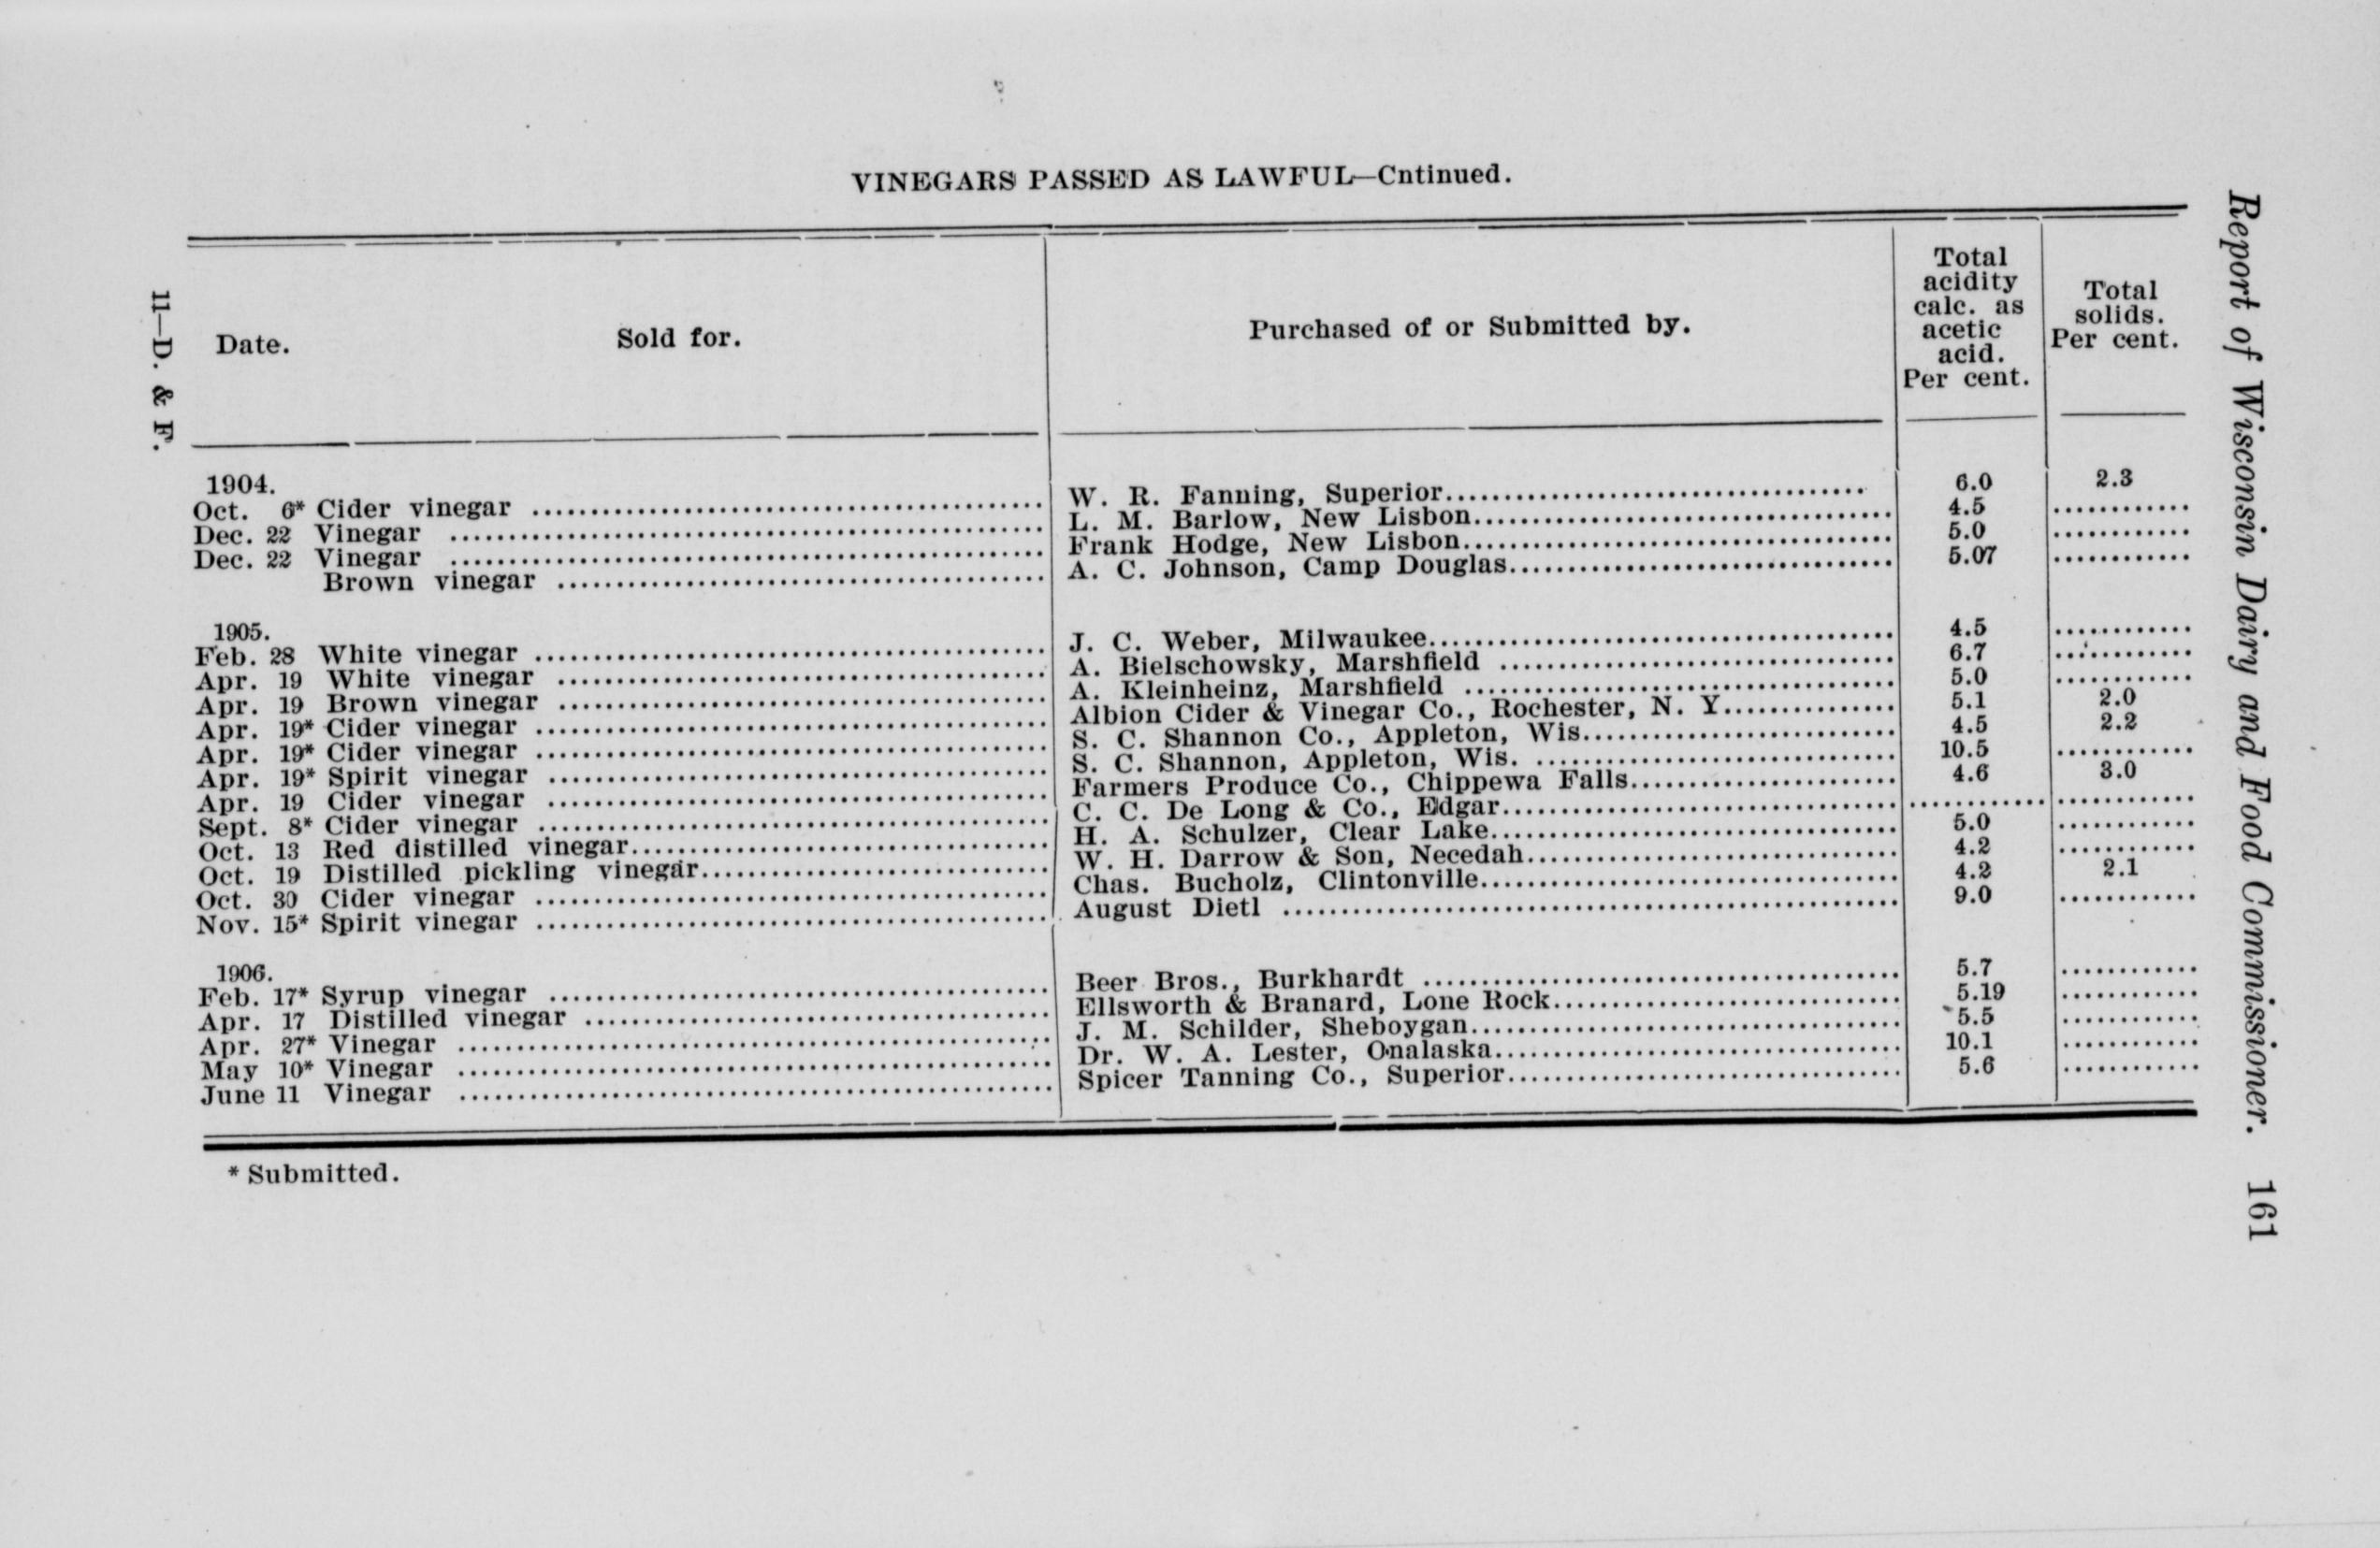 VINEGARS PASSED AS LAWFUL—Cntinued.
Date.
Sold for.
Purchased of or Submitted by.
Total
acidity
calc. as
acetic
acid.
Per cent.
Total
solids.
Per cent.
1904.
Oct. 6* Cider vinegar ........ W. R. Fanning, Superior........ 6.0 2.3
Dec. 22 Vinegar ........ L. M. Barlow, New Lisbon........ 4.5 ........
Dec. 22 Vinegar ........ Frank Hodge, New Lisbon........ 5.0 ........
Brown vinegar ........ A. C. Johnson, Camp Douglas........ 5.07 ........
1905.
Feb. 28 White vinegar ........ J. C. Weber, Milwaukee........ 4.5 ........
Apr. 19 White vinegar ........ A. Bielschowsky, Marshfield ........ 6.7 ........
Apr. 19 Brown vinegar ........ A. Kleinheinz, Marshfield ........ 5.0 ........
Apr. 19* Cider vinegar ........ Albion Cider & Vinegar Co., Rochester, N. Y........ 5.1 2.0
Apr. 19* Cider vinegar ........ S. C. Shannon Co., Appleton, Wis........ 4.5 2.2
Apr. 19* Spirit vinegar ........ S. C. Shannon, Appleton, Wis. ........ 10.5 ........
Apr. 19 Cider vinegar ........ Farmers Produce Co., Chippewa Falls........ 4.6 3.0
Sept. 8* Cider vinegar ........ C. C. De Long & Co., Edgar........ ........ ........
Oct. 13 Red distilled vinegar........ H. A. Schulzer, Clear Lake........ 5.0 ........
Oct. 19 Distilled pickling vinegar........ W. H. Darrow & Son, Necedah........ 4.2 ........
Oct. 30 Cider vinegar ........ Chas. Bucholz, Clintonville........ 4.2 2.1
Nov. 15* Spirit vinegar ........ August Dietl ........ 9.0 ........
1906.
Feb. 17* Syrup vinegar ........ Beer Bros., Burkhardt ........ 5.7 ........
Apr. 17 Distilled vinegar ........ Ellsworth & Branard, Lone Rock........ 5.19 ........
Apr. 27* Vinegar ........ J. M. Schilder, Sheboygan........ 5.5 ........
May 10* Vinegar ........ Dr. W. A. Lester, Onalaska........ 10.1 ........
June 11 Vinegar ........ Spicer Tanning Co., Superior........ 5.6 ........
* Submitted.
11—D. & F.
Report of Wisconsin Dairy and Food Commissioner. 161